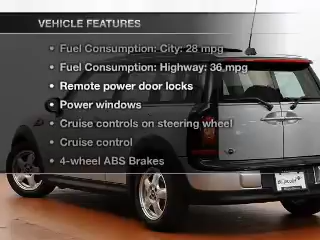 VEHICLE FEATURES
Fuel Consumption: City: 28 mpg
Fuel Consumption: Highway: 36 mpg
Remote power door locks
Power windows
Cruise controls on steering wheel
Cruise control
4-wheel ABS Brakes